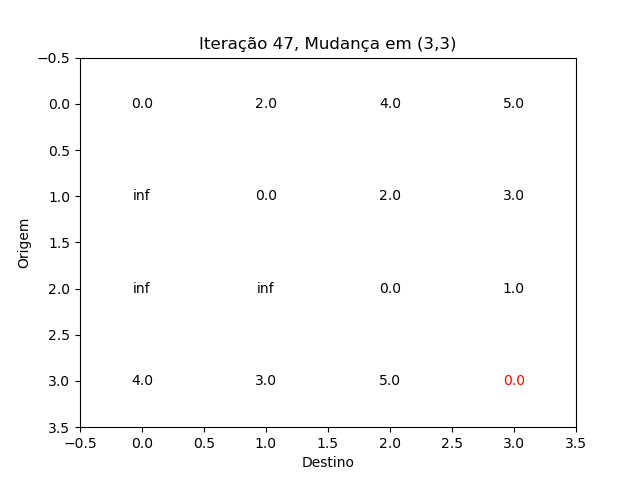 Iteração 47, Mudança em (3,3)
−0.5
0.0 0.0 2.0 4.0 5.0
0.5
1.0 inf 0.0 2.0 3.0
1.5
2.0 inf inf 0.0 1.0
2.5
3.0 4.0 3.0 5.0 0.0
3.5
Origem
−0.5 0.0 0.5 1.0 1.5 2.0 2.5 3.0 3.5
Destino